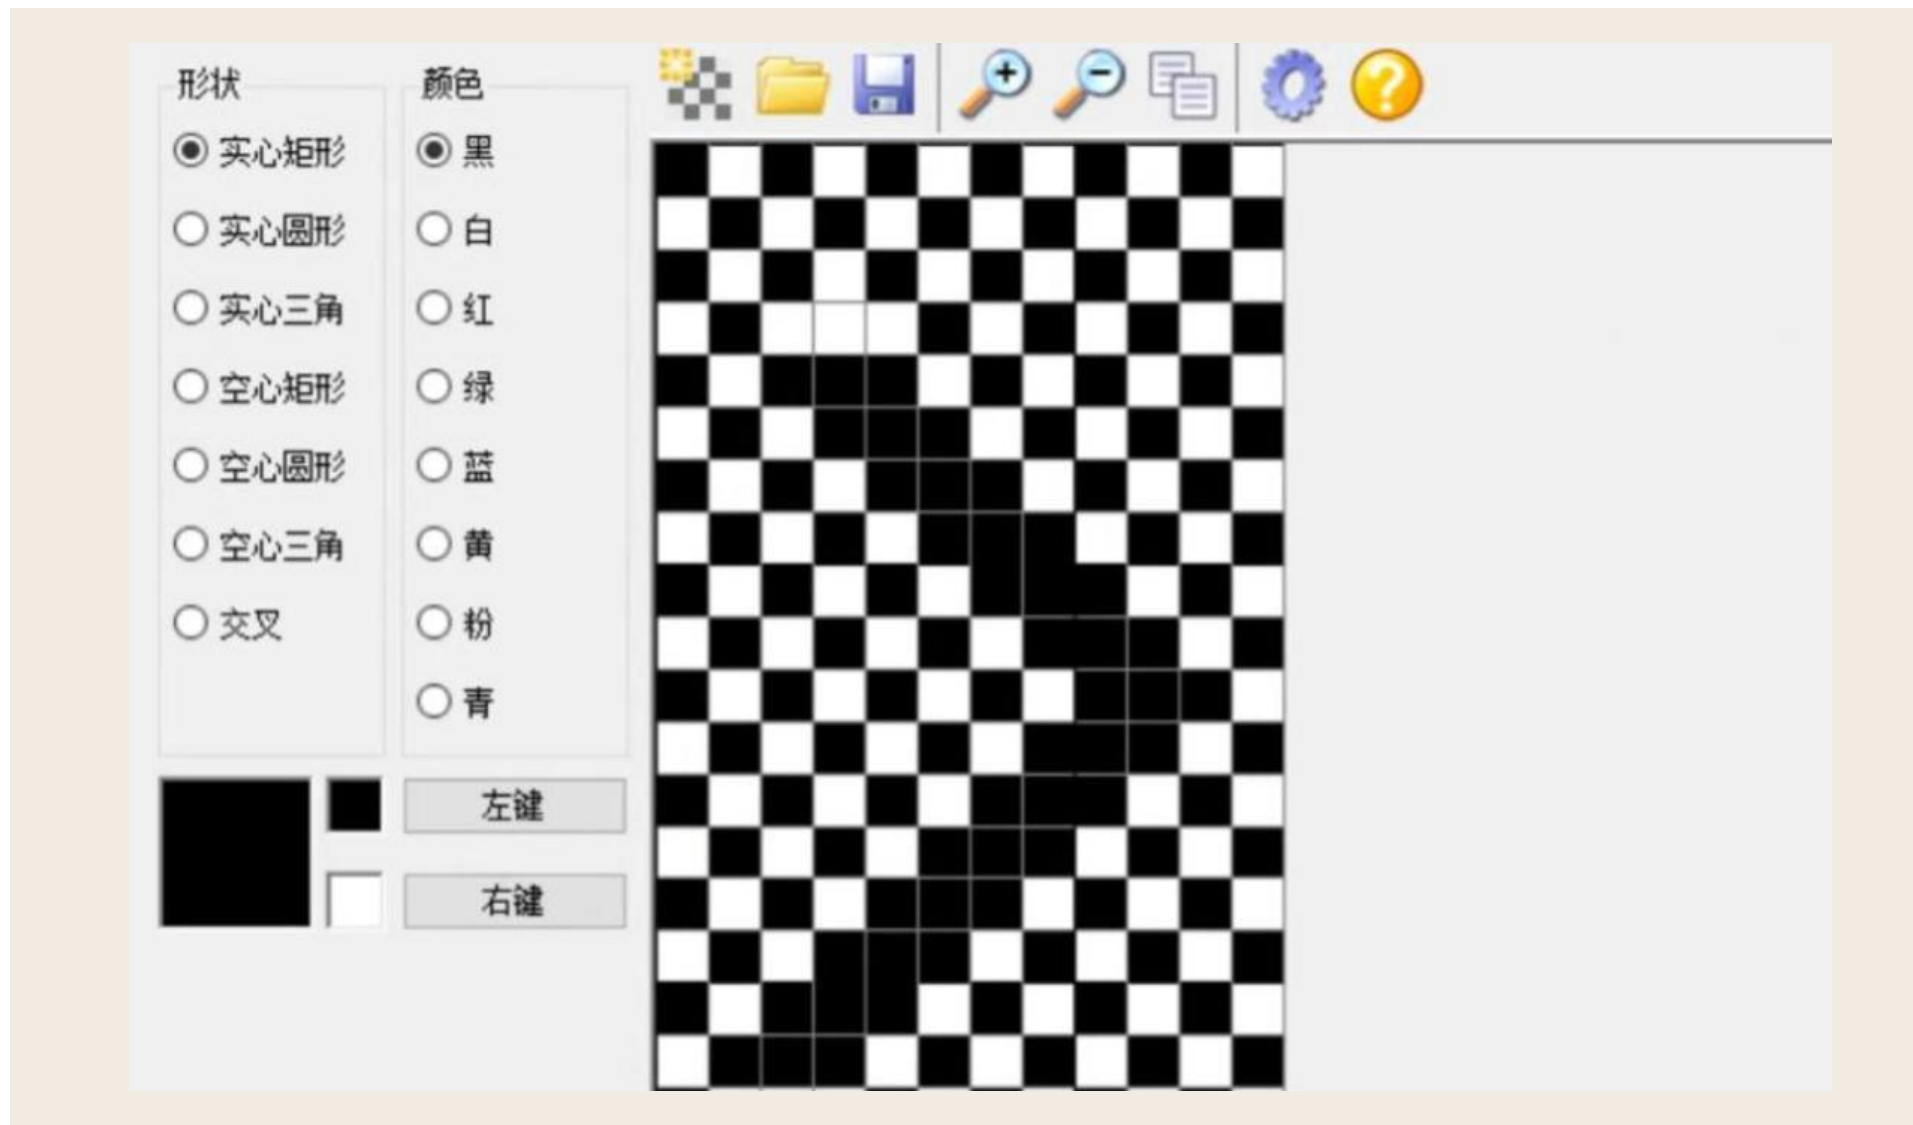 形状
实心矩形
实心圆形
实心三角
空心矩形
空心圆形
空心三角
交叉
颜色
黑
白
红
绿
蓝
黄
粉
青
左键
右键